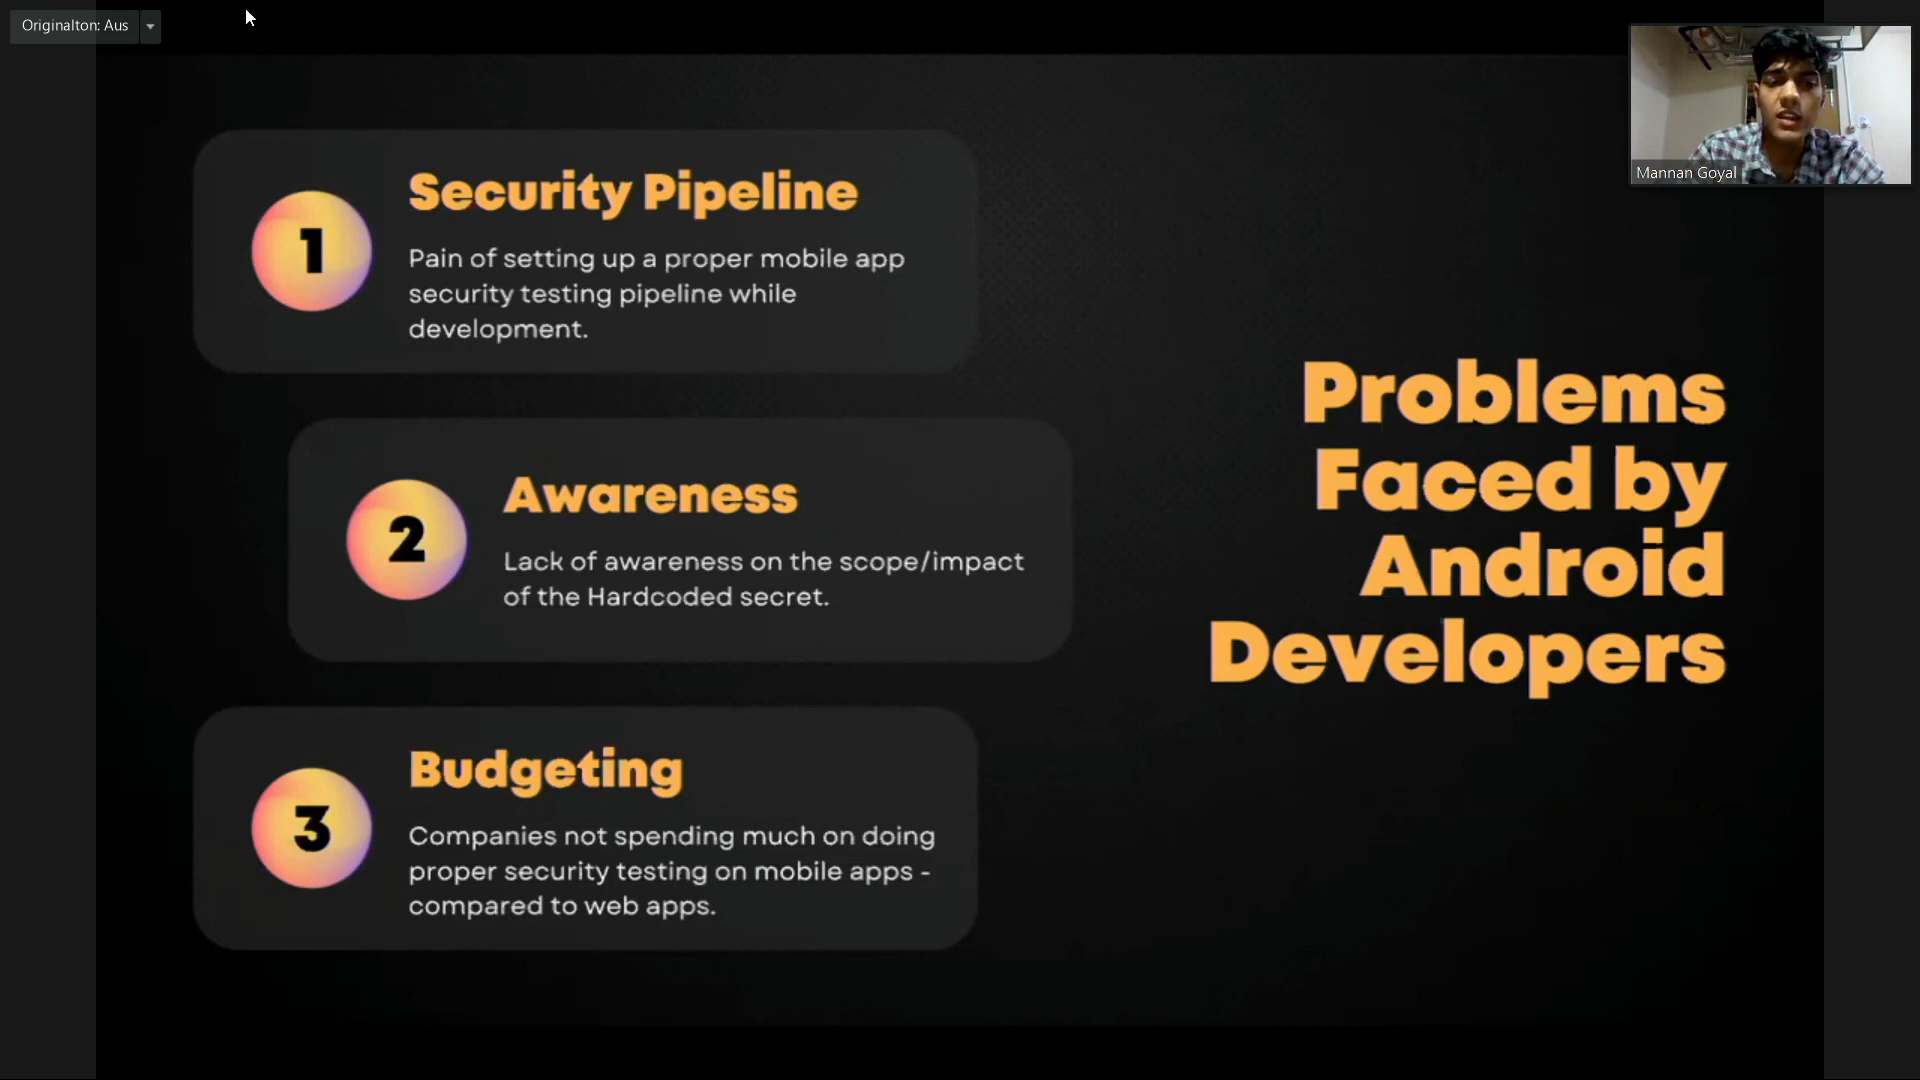 Originalton: Aus
Mannan Goyal
1
Security Pipeline
Pain of setting up a proper mobile app
security testing pipeline while
development.
2
Awareness
Lack of awareness on the scope/impact
of the Hardcoded secret.
3
Budgeting
Companies not spending much on doing
proper security testing on mobile apps -
compared to web apps.
Problems
Faced by
Android
Developers